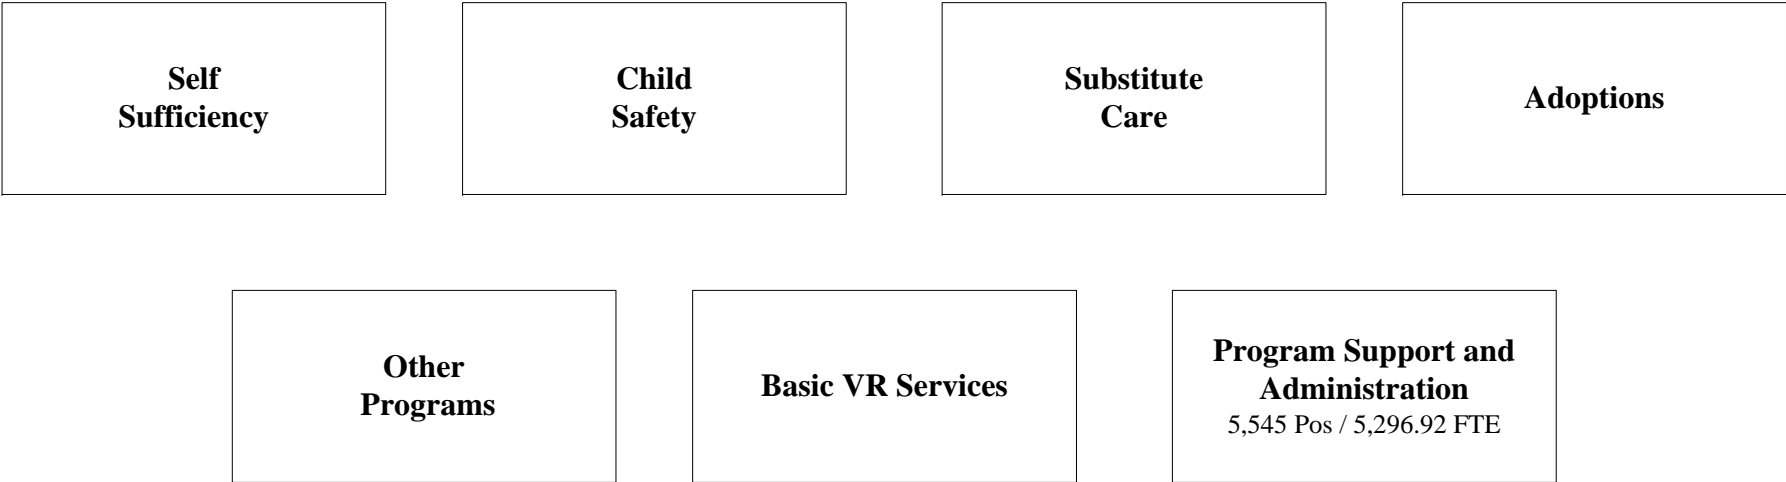 Self
Sufficiency
Child
Safety
Substitute
Care
Adoptions
Other
Programs
Basic VR Services
Program Support and
Administration
5,545 Pos / 5,296.92 FTE